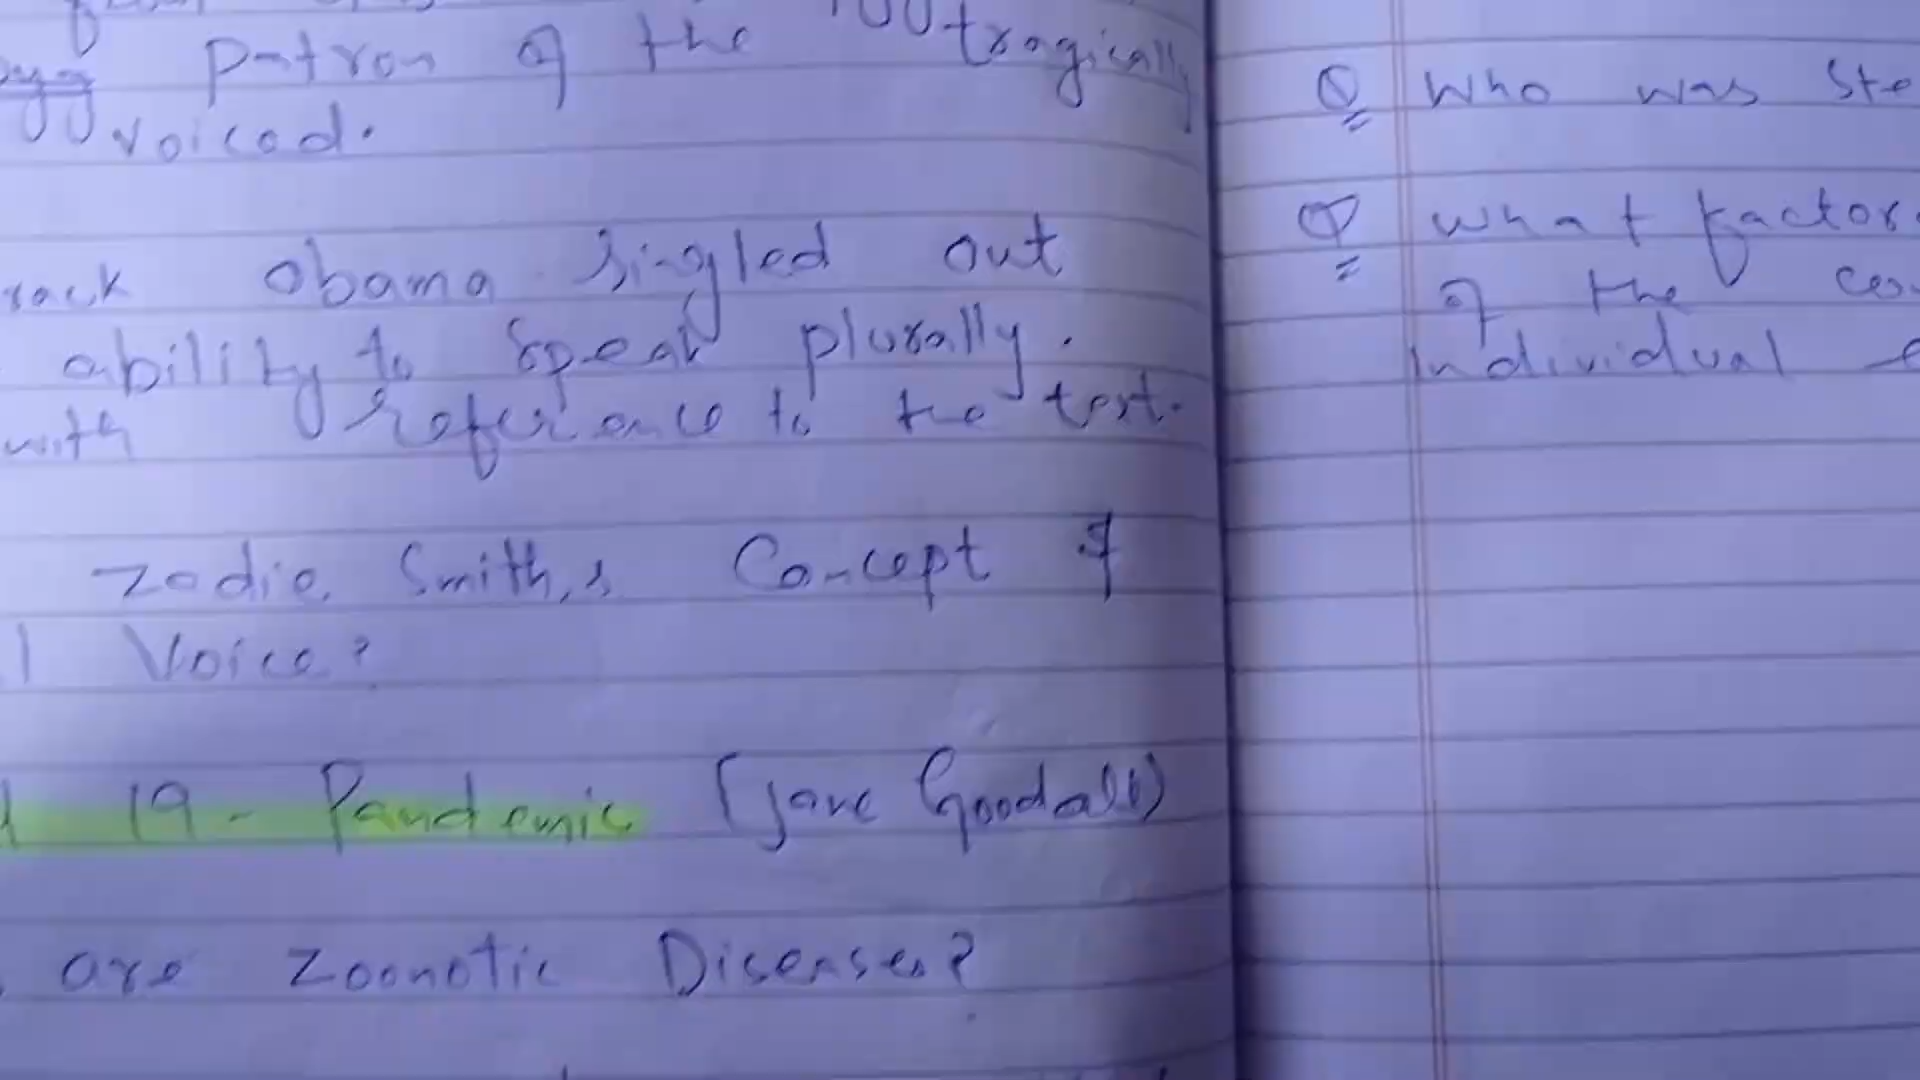 patron of the tragically
voiced.
obama singled out
ability to speak plurally.
with reference to the text.
Zadie Smith,s Concept of
Voice?
19- Pandemic (Jane Goodall)
are Zoonotic Diseases?
Q Who was Ste
Q What factor
of the co
Individual